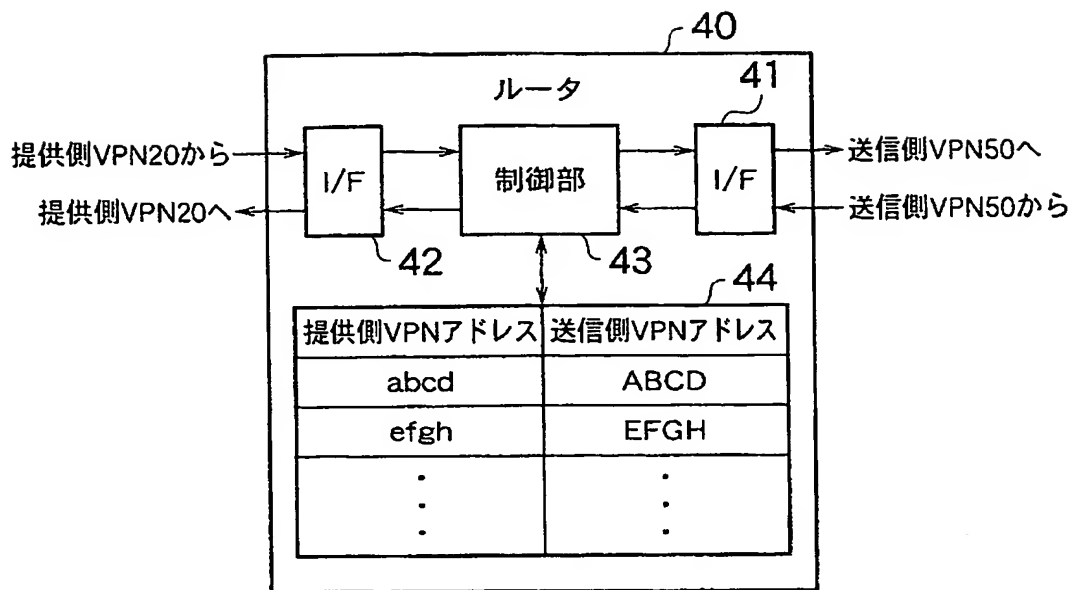 40
ルータ
41
提供側VPN20から
I/F
制御部
I/F
送信側VPN50へ
提供側VPN20へ
送信側VPN50から
42
43
44
提供側VPNアドレス 送信側VPNアドレス
abcd ABCD
efgh EFGH